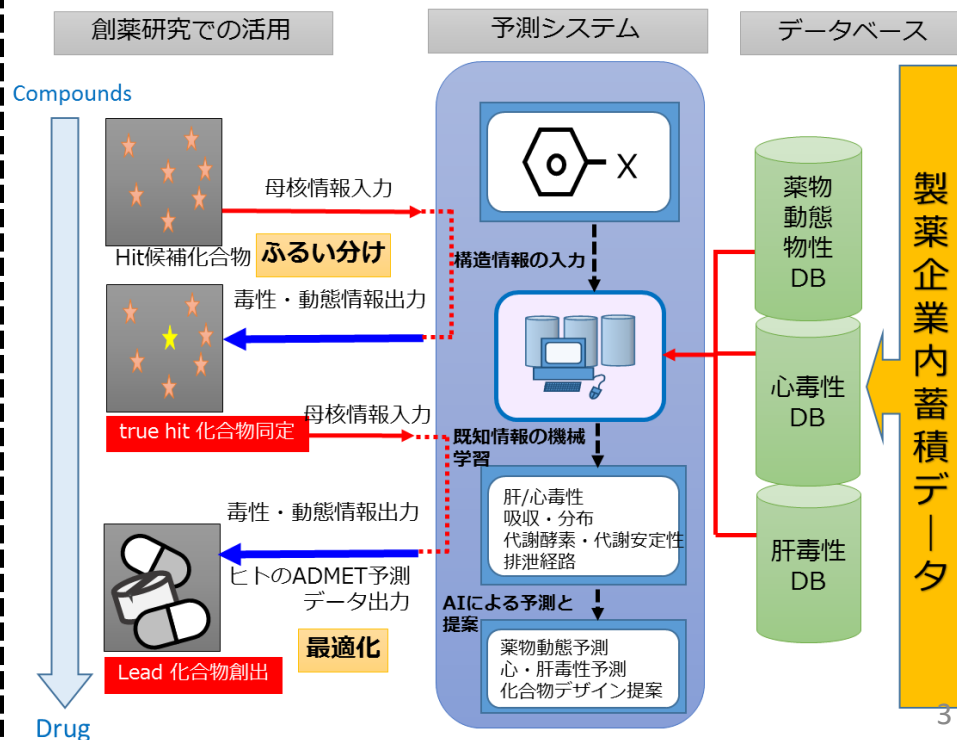 創薬研究での活用
予測システム
データベース
Compounds
母核情報入力
Hit候補化合物
ふるい分け
毒性・動態情報出力
true hit 化合物同定
母核情報入力
毒性・動態情報出力
ヒトのADMET予測
データ出力
最適化
Lead 化合物創出
Drug
X
構造情報の入力
既知情報の機械
学習
肝/心毒性
吸収・分布
代謝酵素・代謝安定性
排泄経路
AIによる予測と
提案
薬物動態予測
心・肝毒性予測
化合物デザイン提案
薬物
動態
物性
DB
心毒性
DB
肝毒性
DB
製薬企業内蓄積データ
3